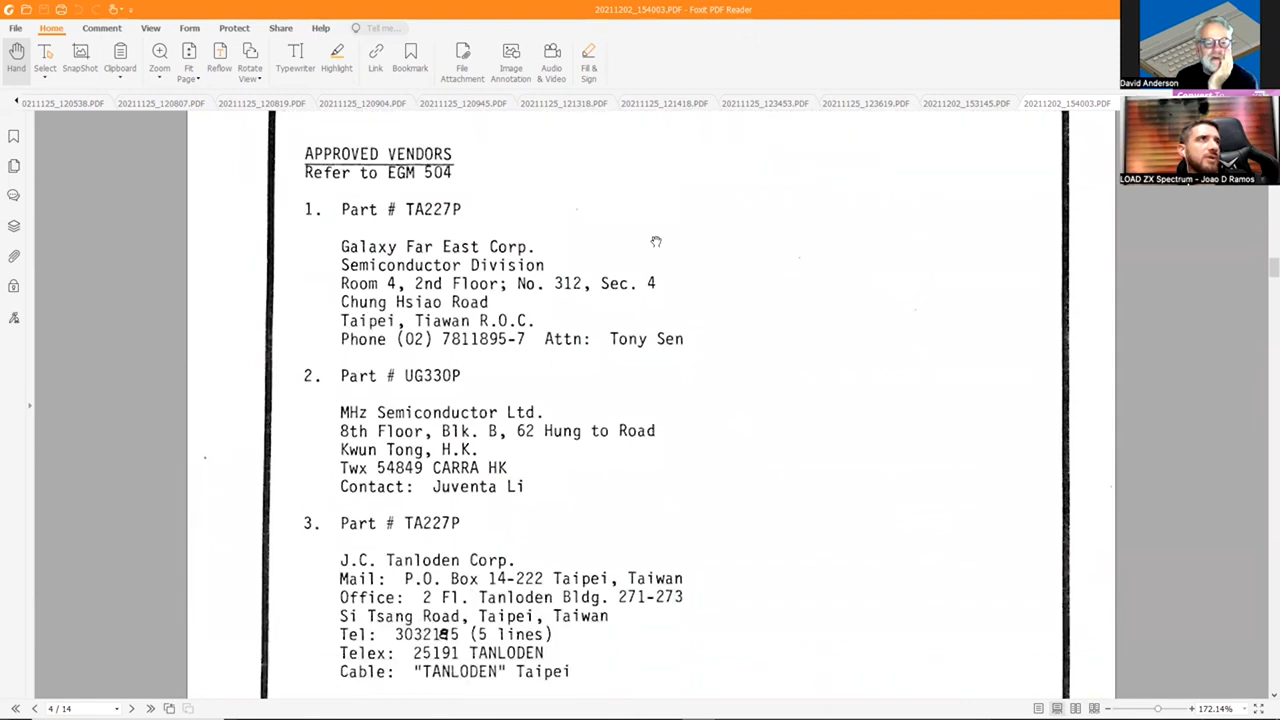 20211202_154003.PDF - Foxit PDF Reader
File Home Comment View Form Protect Share Help Tell me...
Hand
Select
SnapShot
Clipboard
Zoom
Fit Page
Reflow
Rotate View
Typewriter
Highlight
Link
Bookmark
File Attachment
Image Annotation
Audio & Video
Fill & Sign
0211125_120538.PDF 20211125_120807.PDF 20211125_120819.PDF 20211125_120904.PDF 20211125_120945.PDF 20211125_121318.PDF 20211125_121418.PDF 20211125_123453.PDF 20211125_123619.PDF 20211202_153145.PDF 20211202_154003.PDF
David Anderson
LOAD ZX Spectrum - Joao D Ramos
APPROVED VENDORS
Refer to EGM 504
1. Part # TA227P
Galaxy Far East Corp.
Semiconductor Division
Room 4, 2nd Floor; No. 312, Sec. 4
Chung Hsiao Road
Taipei, Tiawan R.O.C.
Phone (02) 7811895-7 Attn: Tony Sen
2. Part # UG330P
MHz Semiconductor Ltd.
8th Floor, Blk. B, 62 Hung to Road
Kwun Tong, H.K.
Twx 54849 CARRA HK
Contact: Juventa Li
3. Part # TA227P
J.C. Tanloden Corp.
Mail: P.O. Box 14-222 Taipei, Taiwan
Office: 2 Fl. Tanloden Bldg. 271-273
Si Tsang Road, Taipei, Taiwan
Tel: (5 lines)
Telex: 25191 TANLODEN
Cable: "TANLODEN" Taipei
4 / 14
172.14%